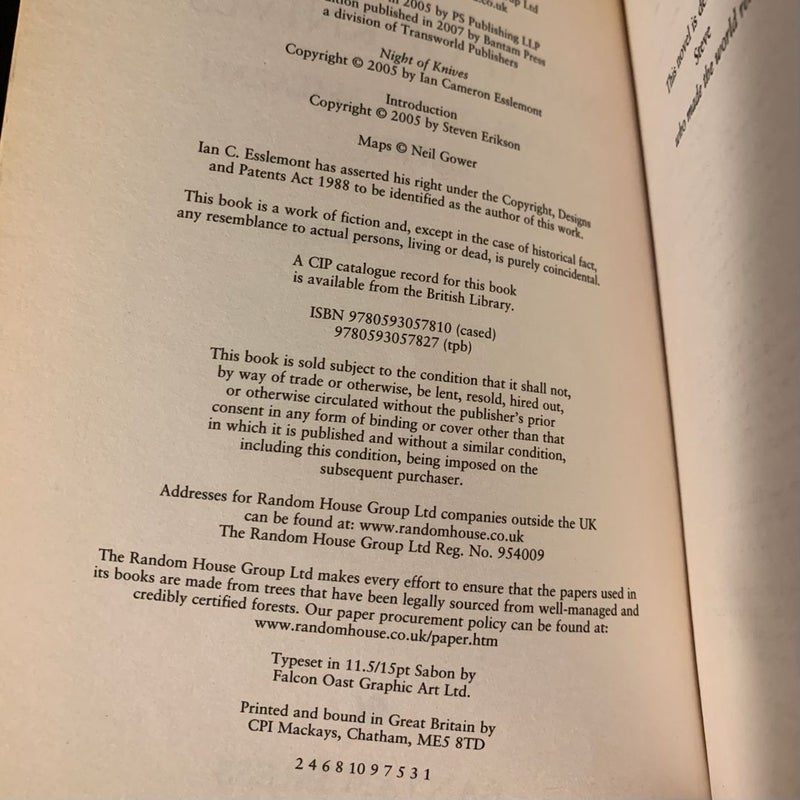 Group Ltd
.co.uk
in 2005 by PS Publishing LLP
published in 2007 by Bantam Press
a division of Transworld Publishers
Night of Knives
Copyright © 2005 by Ian Cameron Esslemont
Introduction
Copyright © 2005 by Steven Erikson
Maps © Neil Gower
Ian C. Esslemont has asserted his right under the Copyright, Designs
and Patents Act 1988 to be identified as the author of this work.
This book is a work of fiction and, except in the case of historical fact,
any resemblance to actual persons, living or dead, is purely coincidental.
A CIP catalogue record for this book
is available from the British Library.
ISBN 9780593057810 (cased)
9780593057827 (tpb)
This book is sold subject to the condition that it shall not,
by way of trade or otherwise, be lent, resold, hired out,
or otherwise circulated without the publisher's prior
consent in any form of binding or cover other than that
in which it is published and without a similar condition,
including this condition, being imposed on the
subsequent purchaser.
Addresses for Random House Group Ltd companies outside the UK
can be found at: www.randomhouse.co.uk
The Random House Group Ltd Reg. No. 954009
The Random House Group Ltd makes every effort to ensure that the papers used in
its books are made from trees that have been legally sourced from well-managed and
credibly certified forests. Our paper procurement policy can be found at:
www.randomhouse.co.uk/paper.htm
Typeset in 11.5/15pt Sabon by
Falcon Oast Graphic Art Ltd.
Printed and bound in Great Britain by
CPI Mackays, Chatham, ME5 8TD
2 4 6 8 10 9 7 5 3 1
This novel is
Steve
who made the world